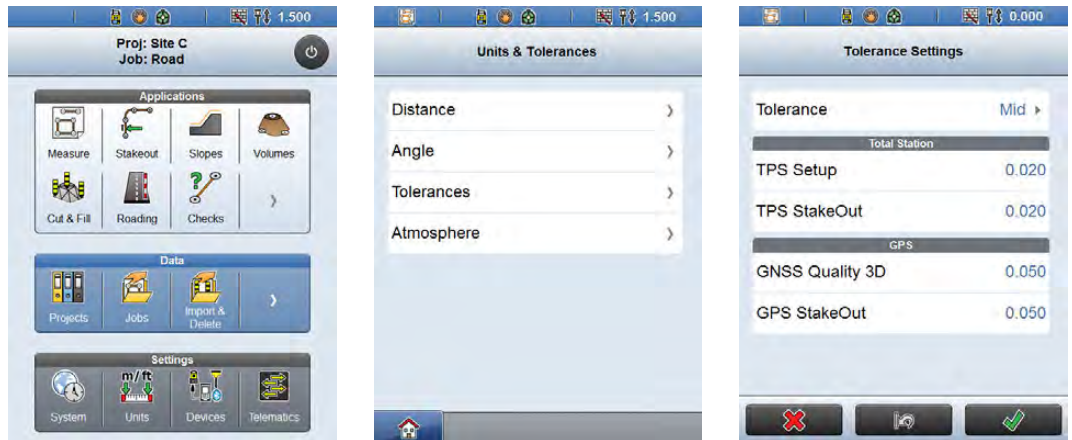 1.500
Proj: Site C
Job: Road
Applications
Measure Stakeout Slopes Volumes
Cut & Fill Roading Checks
Data
Projects Jobs Import & Delete
Settings
m/ft
System Units Devices Telematics
1.500
Units & Tolerances
Distance
Angle
Tolerances
Atmosphere
0.000
Tolerance Settings
Tolerance Mid
Total Station
TPS Setup 0.020
TPS StakeOut 0.020
GPS
GNSS Quality 3D 0.050
GPS StakeOut 0.050